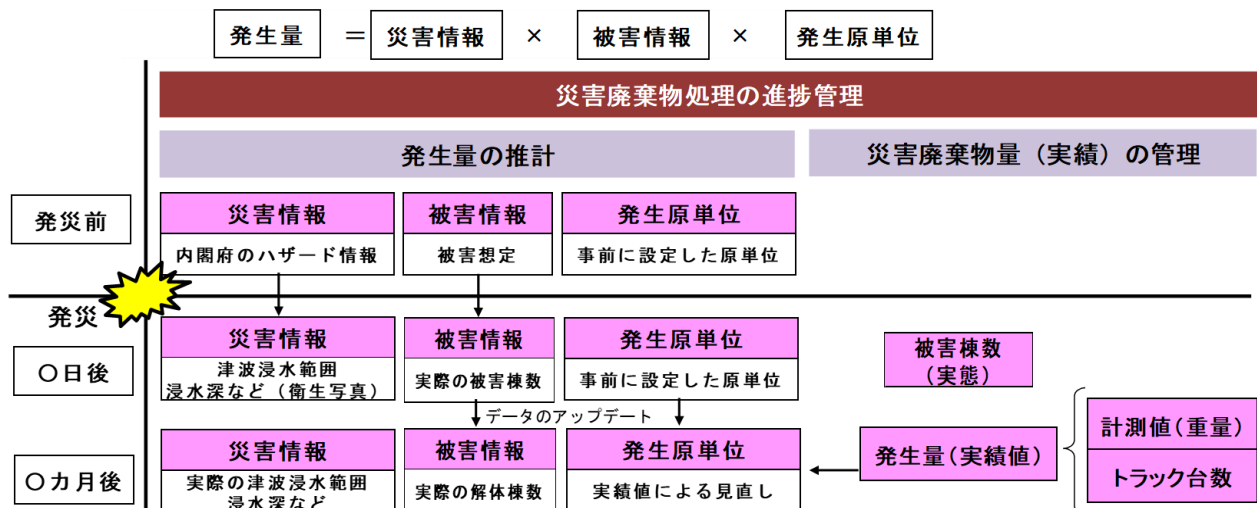 発生量 ＝ 災害情報 × 被害情報 × 発生原単位
災害廃棄物処理の進捗管理
発生量の推計
災害廃棄物量（実績）の管理
発災前
災害情報
内閣府のハザード情報
被害情報
被害想定
発生原単位
事前に設定した原単位
発災
〇日後
災害情報
津波浸水範囲
浸水深など（衛生写真）
被害情報
実際の被害棟数
発生原単位
事前に設定した原単位
被害棟数
（実態）
データのアップデート
〇カ月後
災害情報
実際の津波浸水範囲
浸水深など
被害情報
実際の解体棟数
発生原単位
実績値による見直し
発生量（実績値）
計測値（重量）
トラック台数